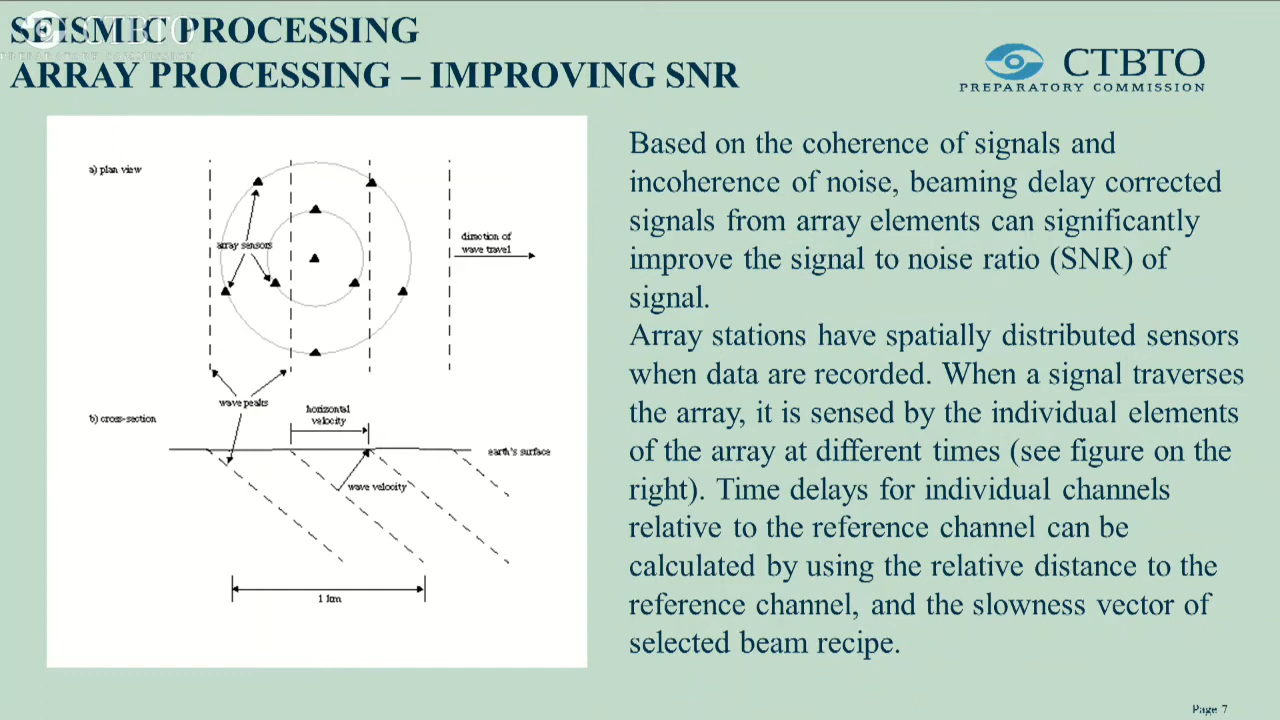 SEISMIC PROCESSING
ARRAY PROCESSING – IMPROVING SNR
CTBTO
PREPARATORY COMMISSION
CTBTO
PREPARATORY COMMISSION
a) plan view
array sensors
direction of
wave travel
wave peaks
b) cross-section
horizontal
velocity
earth's surface
wave velocity
1 km
Based on the coherence of signals and
incoherence of noise, beaming delay corrected
signals from array elements can significantly
improve the signal to noise ratio (SNR) of
signal.
Array stations have spatially distributed sensors
when data are recorded. When a signal traverses
the array, it is sensed by the individual elements
of the array at different times (see figure on the
right). Time delays for individual channels
relative to the reference channel can be
calculated by using the relative distance to the
reference channel, and the slowness vector of
selected beam recipe.
Page 7